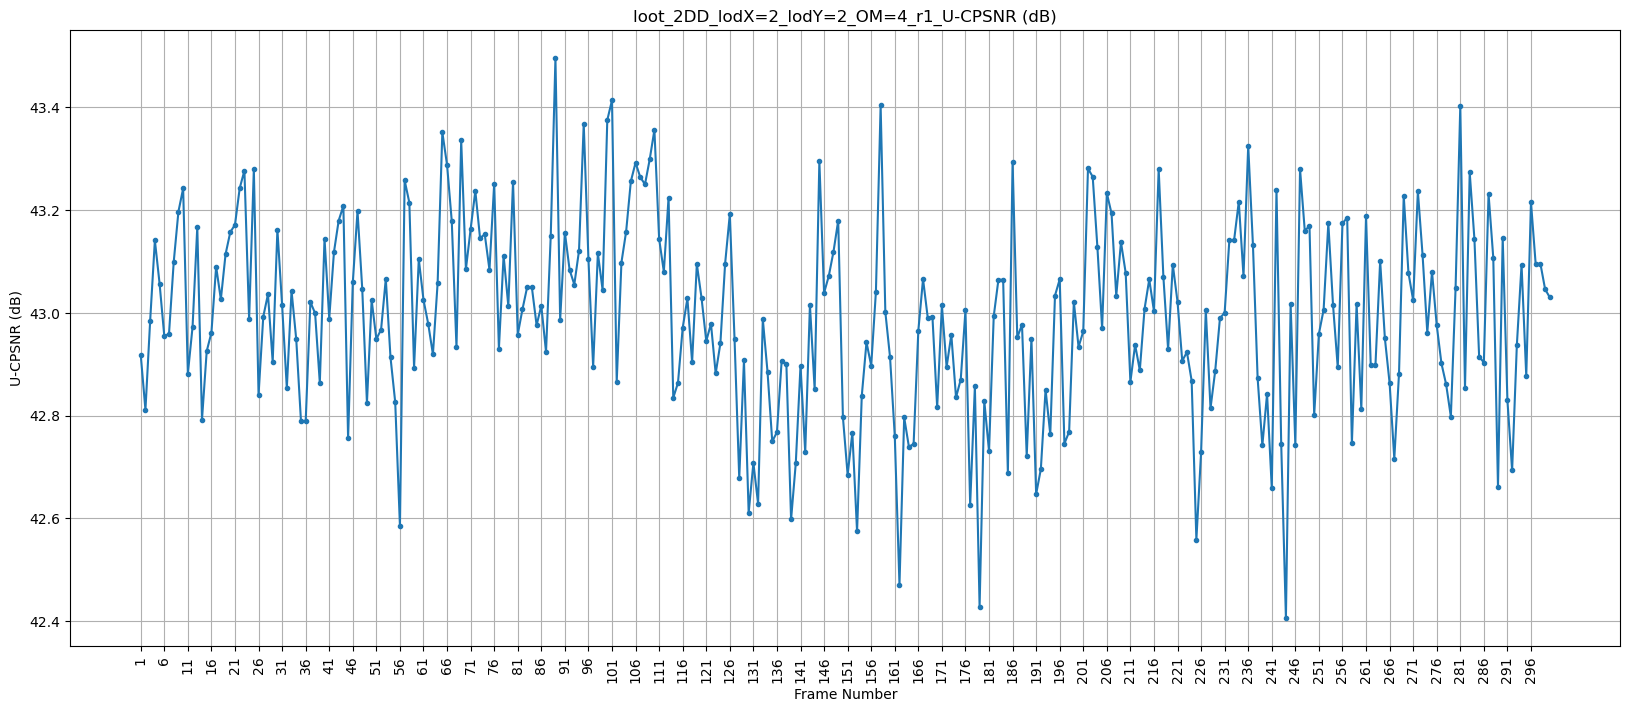 loot_2DD_lodX=2_lodY=2_OM=4_r1_U-CPSNR (dB)
U-CPSNR (dB)
43.4
43.2
43.0
42.8
42.6
42.4
1 6 11 16 21 26 31 36 41 46 51 56 61 66 71 76 81 86 91 96 101 106 111 116 121 126 131 136 141 146 151 156 161 166 171 176 181 186 191 196 201 206 211 216 221 226 231 236 241 246 251 256 261 266 271 276 281 286 291 296
Frame Number